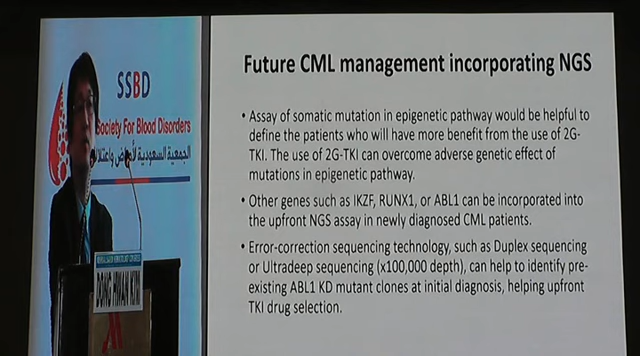 SSBD
Society For Blood Disorders
الجمعية السعودية لأمراض واعتلا
DONG HWAN KIM
Future CML management incorporating NGS
• Assay of somatic mutation in epigenetic pathway would be helpful to
define the patients who will have more benefit from the use of 2G-
TKI. The use of 2G-TKI can overcome adverse genetic effect of
mutations in epigenetic pathway.
• Other genes such as IKZF, RUNX1, or ABL1 can be incorporated into
the upfront NGS assay in newly diagnosed CML patients.
• Error-correction sequencing technology, such as Duplex sequencing
or Ultradeep sequencing (x100,000 depth), can help to identify pre-
existing ABL1 KD mutant clones at initial diagnosis, helping upfront
TKI drug selection.